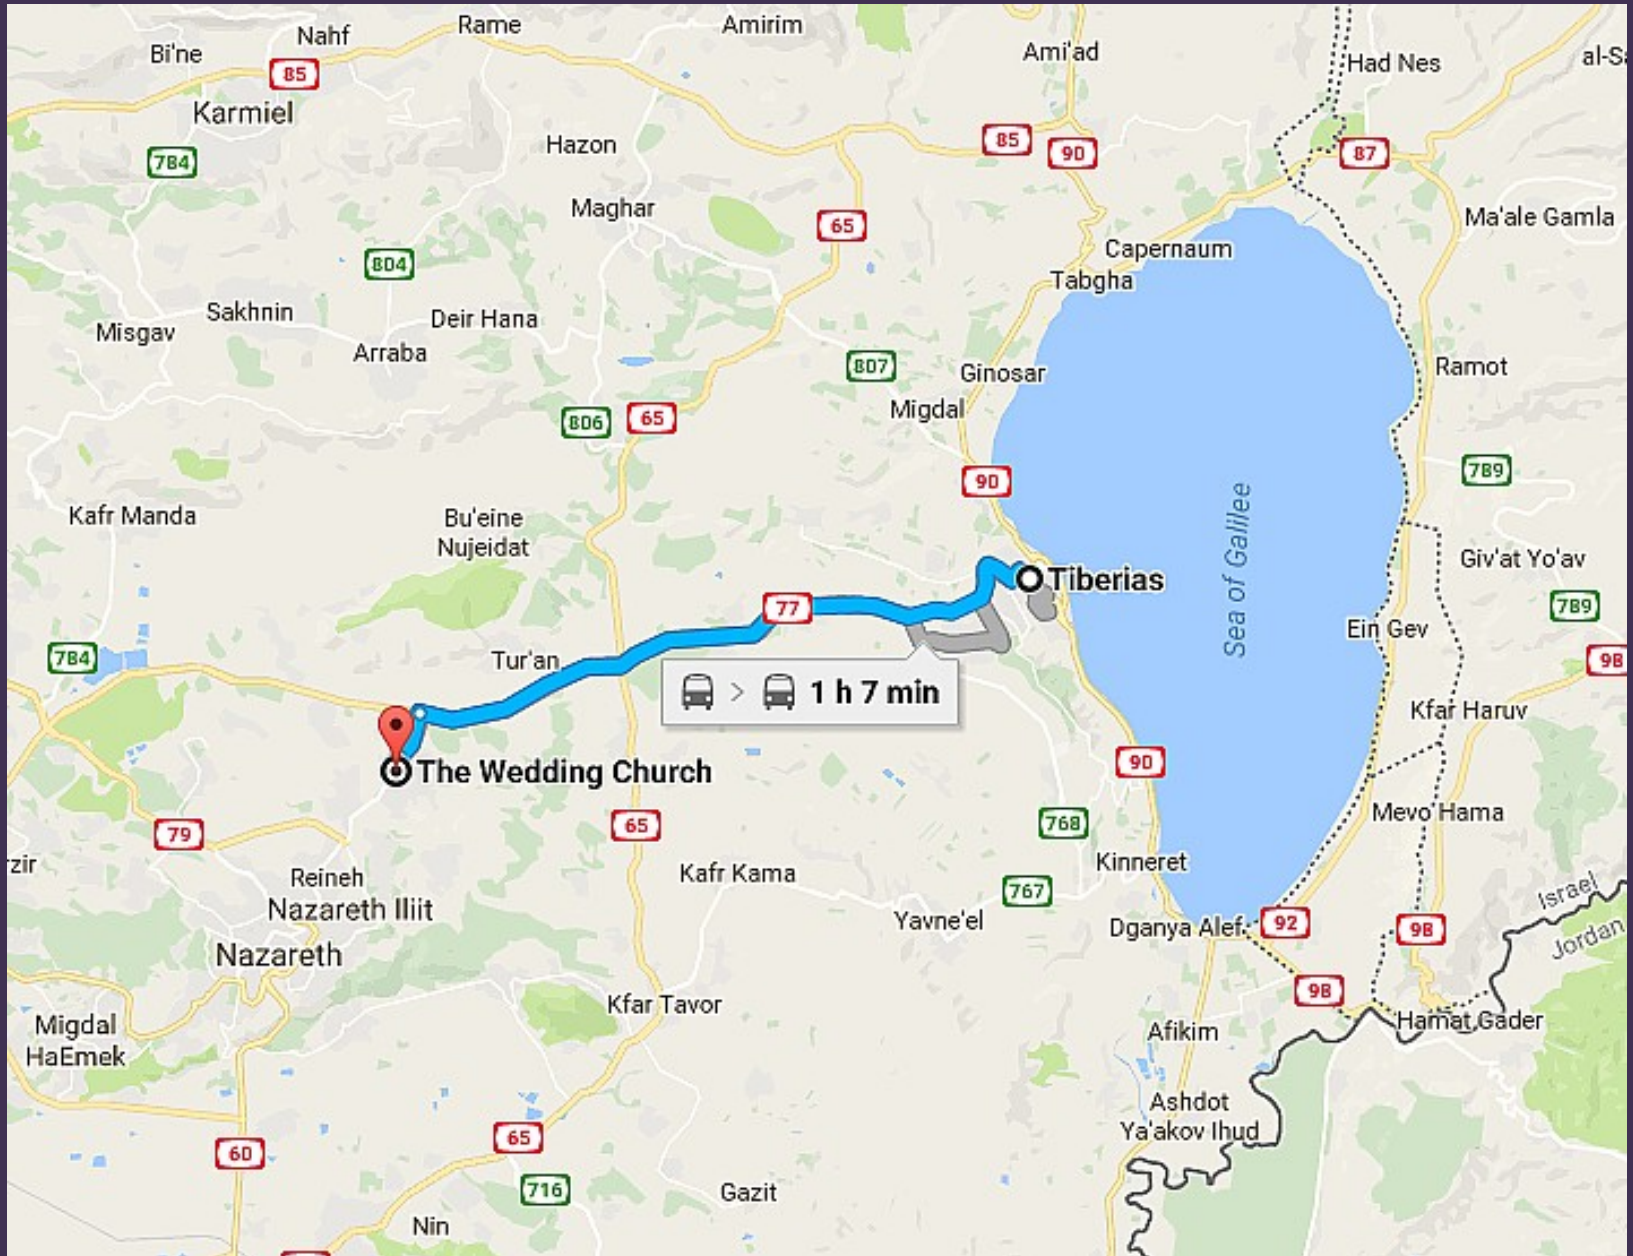 Nahf
Rame
Amirim
Bi'ne
Ami'ad
Had Nes
85
Karmiel
784
Hazon
85
90
87
Maghar
65
Ma'ale Gamla
804
Capernaum
Tabgha
Sakhnin
Deir Hana
Misgav
Arraba
807
Ginosar
Ramot
Migdal
806
65
90
789
Kafr Manda
Bu'eine
Nujeidat
Sea of Galilee
Giv'at Yo'av
Tiberias
77
789
Ein Gev
784
Tur'an
98
> 1 h 7 min
Kfar Haruv
The Wedding Church
90
Mevo Hama
79
65
768
Kinneret
Reineh
Kafr Kama
767
Nazareth Iliit
Yavne'el
Dganya Alef
92
98
Israel
Jordan
Nazareth
98
Kfar Tavor
Hamat Gader
Migdal
HaEmek
Afikim
Ashdot
Ya'akov Ihud
60
65
716
Gazit
Nin